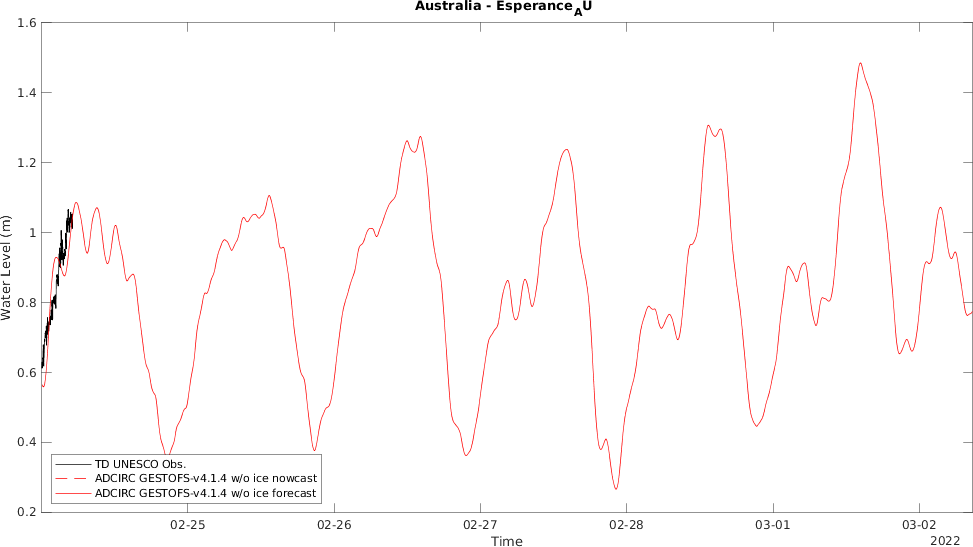 Australia - Esperance_AU
1.6
1.4
1.2
1
0.8
0.6
0.4
0.2
Water Level (m)
TD UNESCO Obs.
ADCIRC GESTOFS-v4.1.4 w/o ice nowcast
ADCIRC GESTOFS-v4.1.4 w/o ice forecast
02-25 02-26 02-27 02-28 03-01 03-02
Time
2022